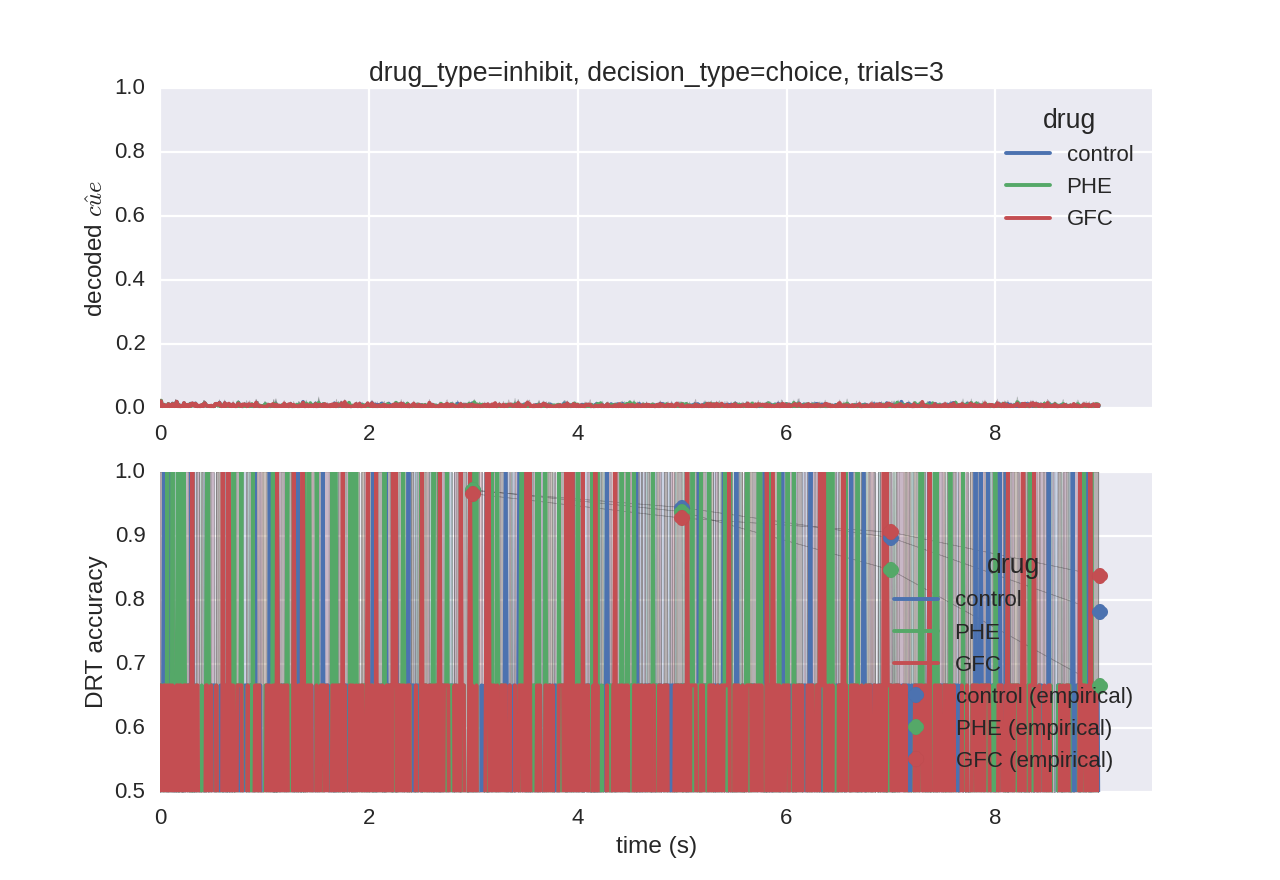 drug_type=inhibit, decision_type=choice, trials=3
1.0
0.8
0.6
0.4
0.2
0.0
decoded cûe
drug
control
PHE
GFC
0 2 4 6 8
1.0
0.9
0.8
0.7
0.6
0.5
DRT accuracy
drug
control
PHE
GFC
control (empirical)
PHE (empirical)
GFC (empirical)
0 2 4 6 8
time (s)